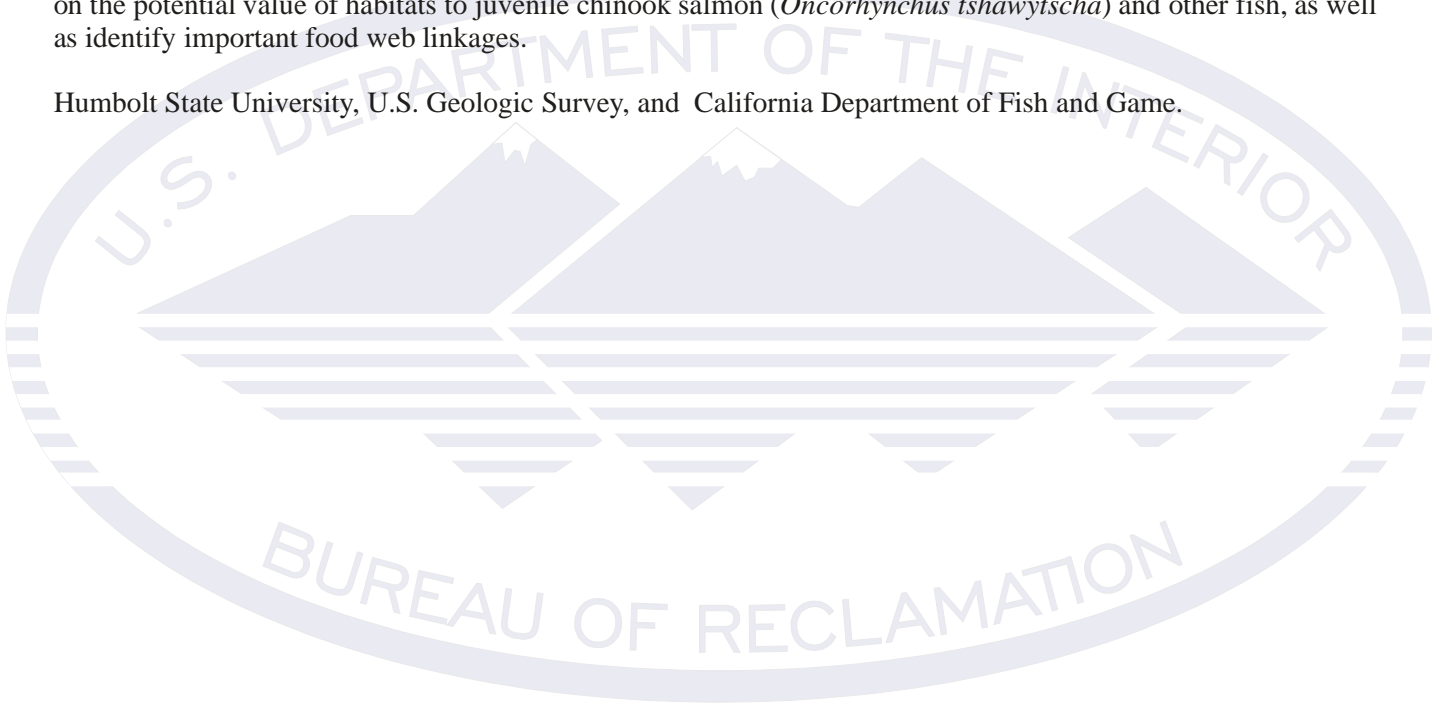 on the potential value of habitats to juvenile chinook salmon (Oncorhynchus tshawytscha) and other fish, as well
as identify important food web linkages.
Humbolt State University, U.S. Geologic Survey, and California Department of Fish and Game.
U.S. DEPARTMENT OF THE INTERIOR
BUREAU OF RECLAMATION